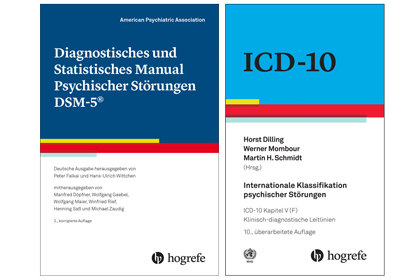 American Psychiatric Association
Diagnostisches und
Statistisches Manual
Psychischer Störungen
DSM-5®
Deutsche Ausgabe herausgegeben von
Peter Falkai und Hans-Ulrich Wittchen
mitherausgegeben von
Manfred Döpfner, Wolfgang Gaebel,
Wolfgang Maier, Winfried Rief,
Henning Saß und Michael Zaudig
2., korrigierte Auflage
hogrefe
ICD-10
Horst Dilling
Werner Mombour
Martin H. Schmidt
(Hrsg.)
Internationale Klassifikation
psychischer Störungen
ICD-10 Kapitel V (F)
Klinisch-diagnostische Leitlinien
10., überarbeitete Auflage
WHO
hogrefe